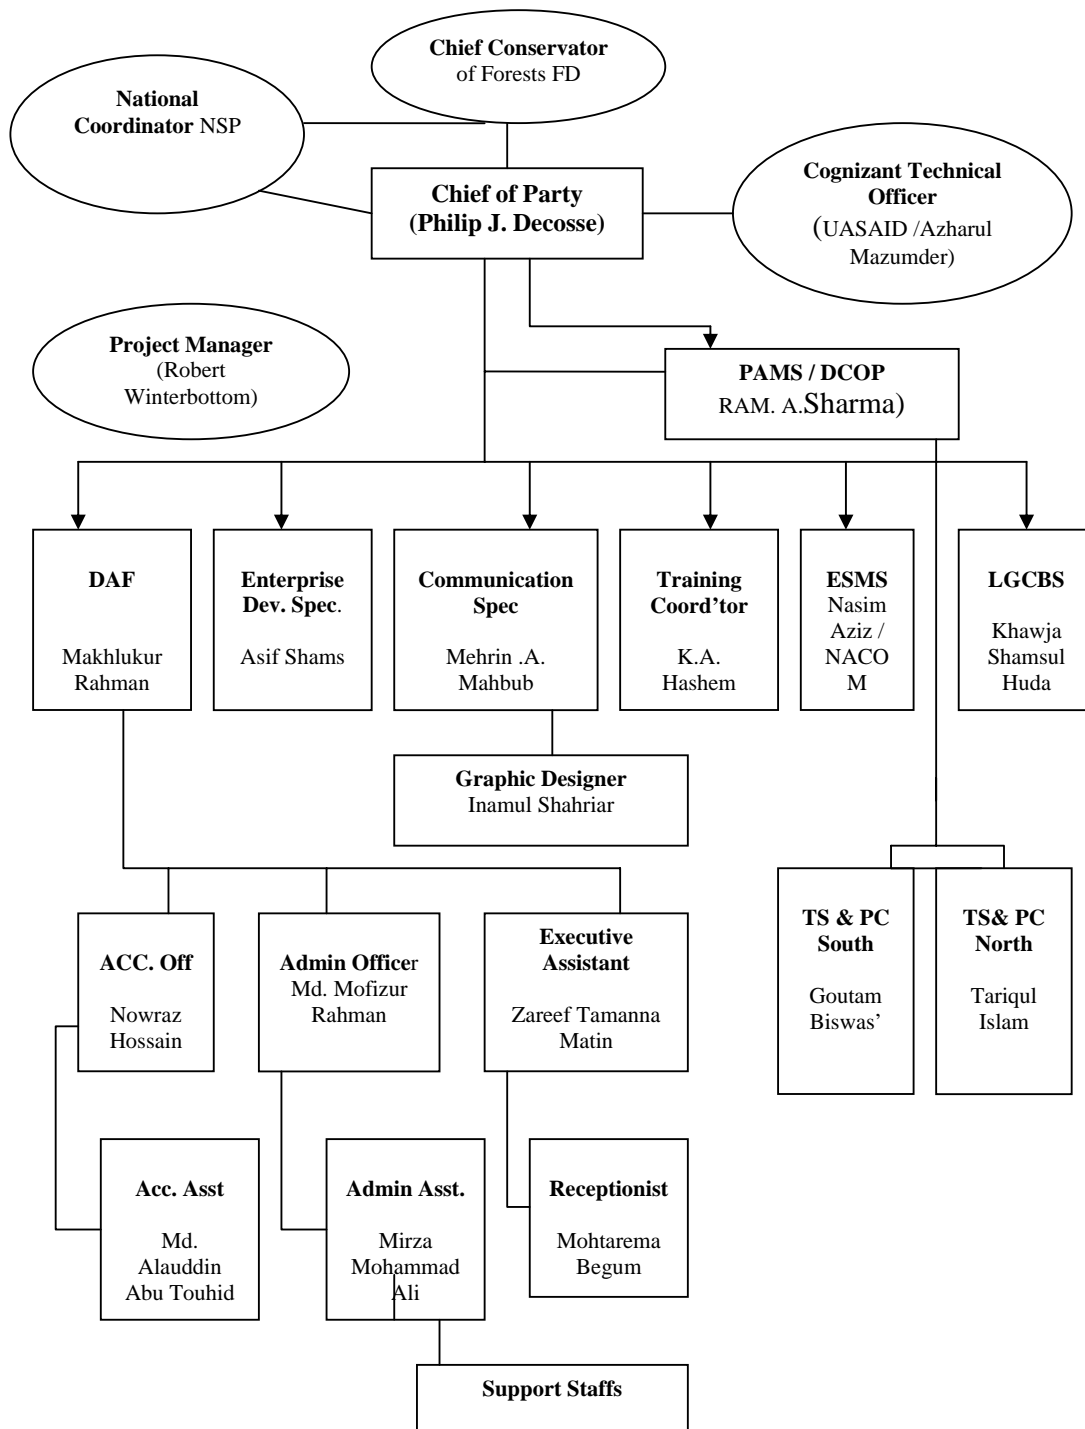 Chief Conservator
of Forests FD
National
Coordinator NSP
Chief of Party
(Philip J. Decosse)
Cognizant Technical
Officer
(UASAID /Azharul
Mazumder)
Project Manager
(Robert
Winterbottom)
PAMS / DCOP
RAM. A.Sharma)
DAF
Makhlukur
Rahman
Enterprise
Dev. Spec.
Asif Shams
Communication
Spec
Mehrin .A.
Mahbub
Training
Coord’tor
K.A.
Hashem
ESMS
Nasim
Aziz /
NACO
M
LGCBS
Khawja
Shamsul
Huda
Graphic Designer
Inamul Shahriar
ACC. Off
Nowraz
Hossain
Admin Officer
Md. Mofizur
Rahman
Executive
Assistant
Zareef Tamanna
Matin
TS & PC
South
Goutam
Biswas’
TS& PC
North
Tariqul
Islam
Acc. Asst
Md.
Alauddin
Abu Touhid
Admin Asst.
Mirza
Mohammad
Ali
Receptionist
Mohtarema
Begum
Support Staffs